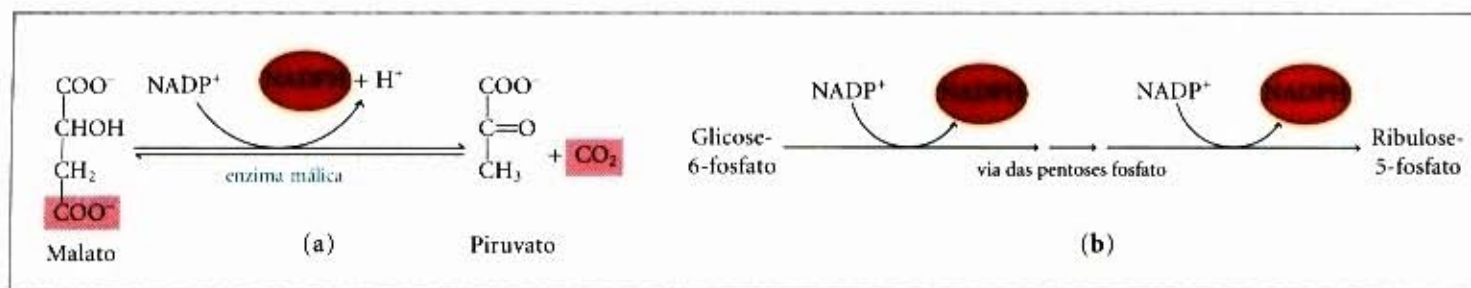 COO⁻
CHOH
CH₂
COO⁻
Malato
NADP⁺
NADPH + H⁺
enzima málica
(a)
COO⁻
C=O
CH₃
+ CO₂
Piruvato
Glicose-
6-fosfato
NADP⁺
NADPH
via das pentoses fosfato
NADP⁺
NADPH
Ribulose-
5-fosfato
(b)